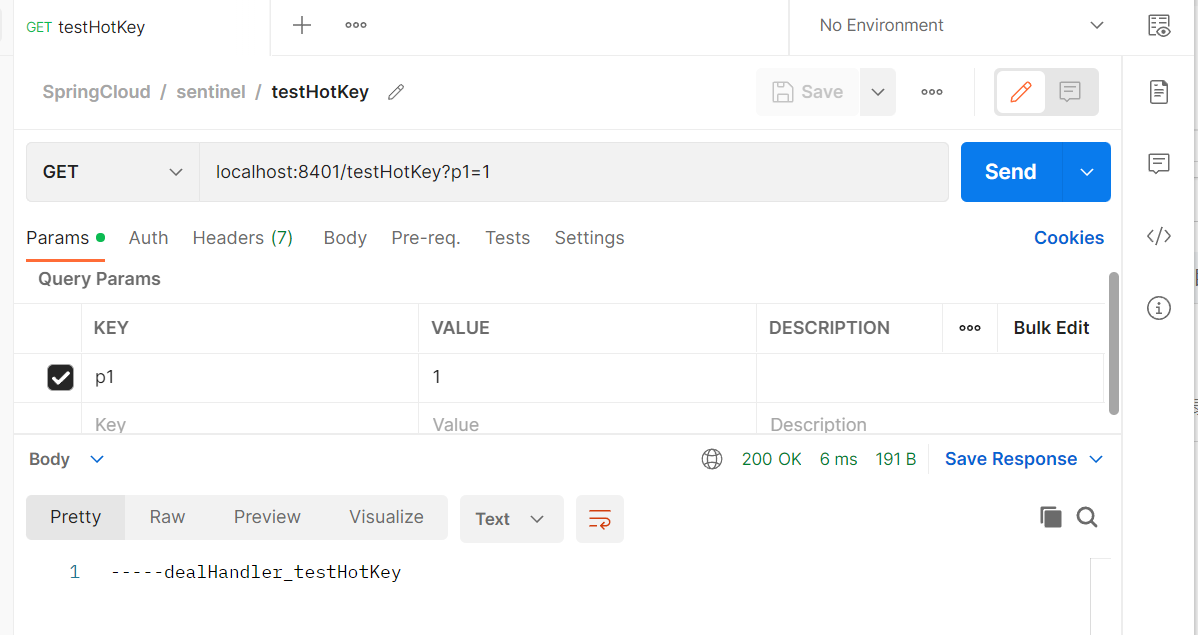 GET testHotKey
No Environment
SpringCloud / sentinel / testHotKey
Save
GET
localhost:8401/testHotKey?p1=1
Send
Params Auth Headers (7) Body Pre-req. Tests Settings Cookies
Query Params
KEY VALUE DESCRIPTION Bulk Edit
p1 1
Key Value Description
Body 200 OK 6 ms 191 B Save Response
Pretty Raw Preview Visualize Text
1 -----dealHandler_testHotKey